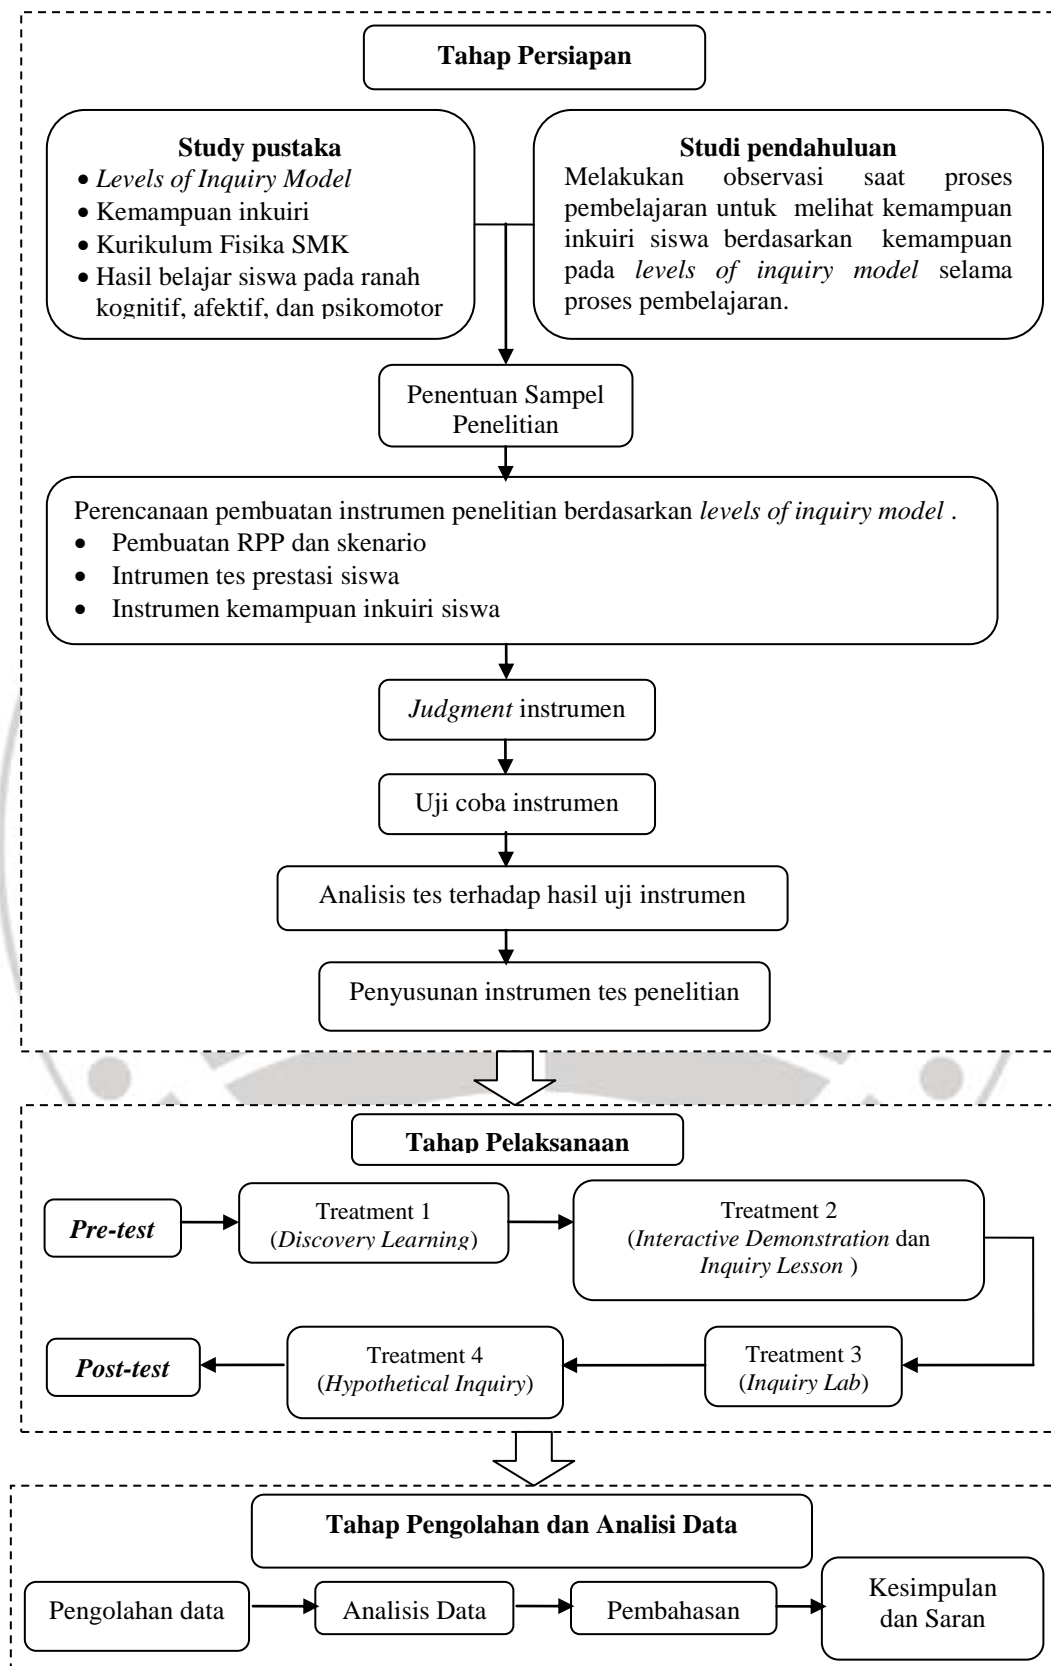 Tahap Persiapan
Study pustaka
• Levels of Inquiry Model
• Kemampuan inkuiri
• Kurikulum Fisika SMK
• Hasil belajar siswa pada ranah
kognitif, afektif, dan psikomotor
Studi pendahuluan
Melakukan observasi saat proses
pembelajaran untuk melihat kemampuan
inkuiri siswa berdasarkan kemampuan
pada levels of inquiry model selama
proses pembelajaran.
Penentuan Sampel
Penelitian
Perencanaan pembuatan instrumen penelitian berdasarkan levels of inquiry model .
• Pembuatan RPP dan skenario
• Intrumen tes prestasi siswa
• Instrumen kemampuan inkuiri siswa
Judgment instrumen
Uji coba instrumen
Analisis tes terhadap hasil uji instrumen
Penyusunan instrumen tes penelitian
Tahap Pelaksanaan
Pre-test
Treatment 1
(Discovery Learning)
Treatment 2
(Interactive Demonstration dan
Inquiry Lesson )
Treatment 3
(Inquiry Lab)
Treatment 4
(Hypothetical Inquiry)
Post-test
Tahap Pengolahan dan Analisi Data
Pengolahan data
Analisis Data
Pembahasan
Kesimpulan
dan Saran